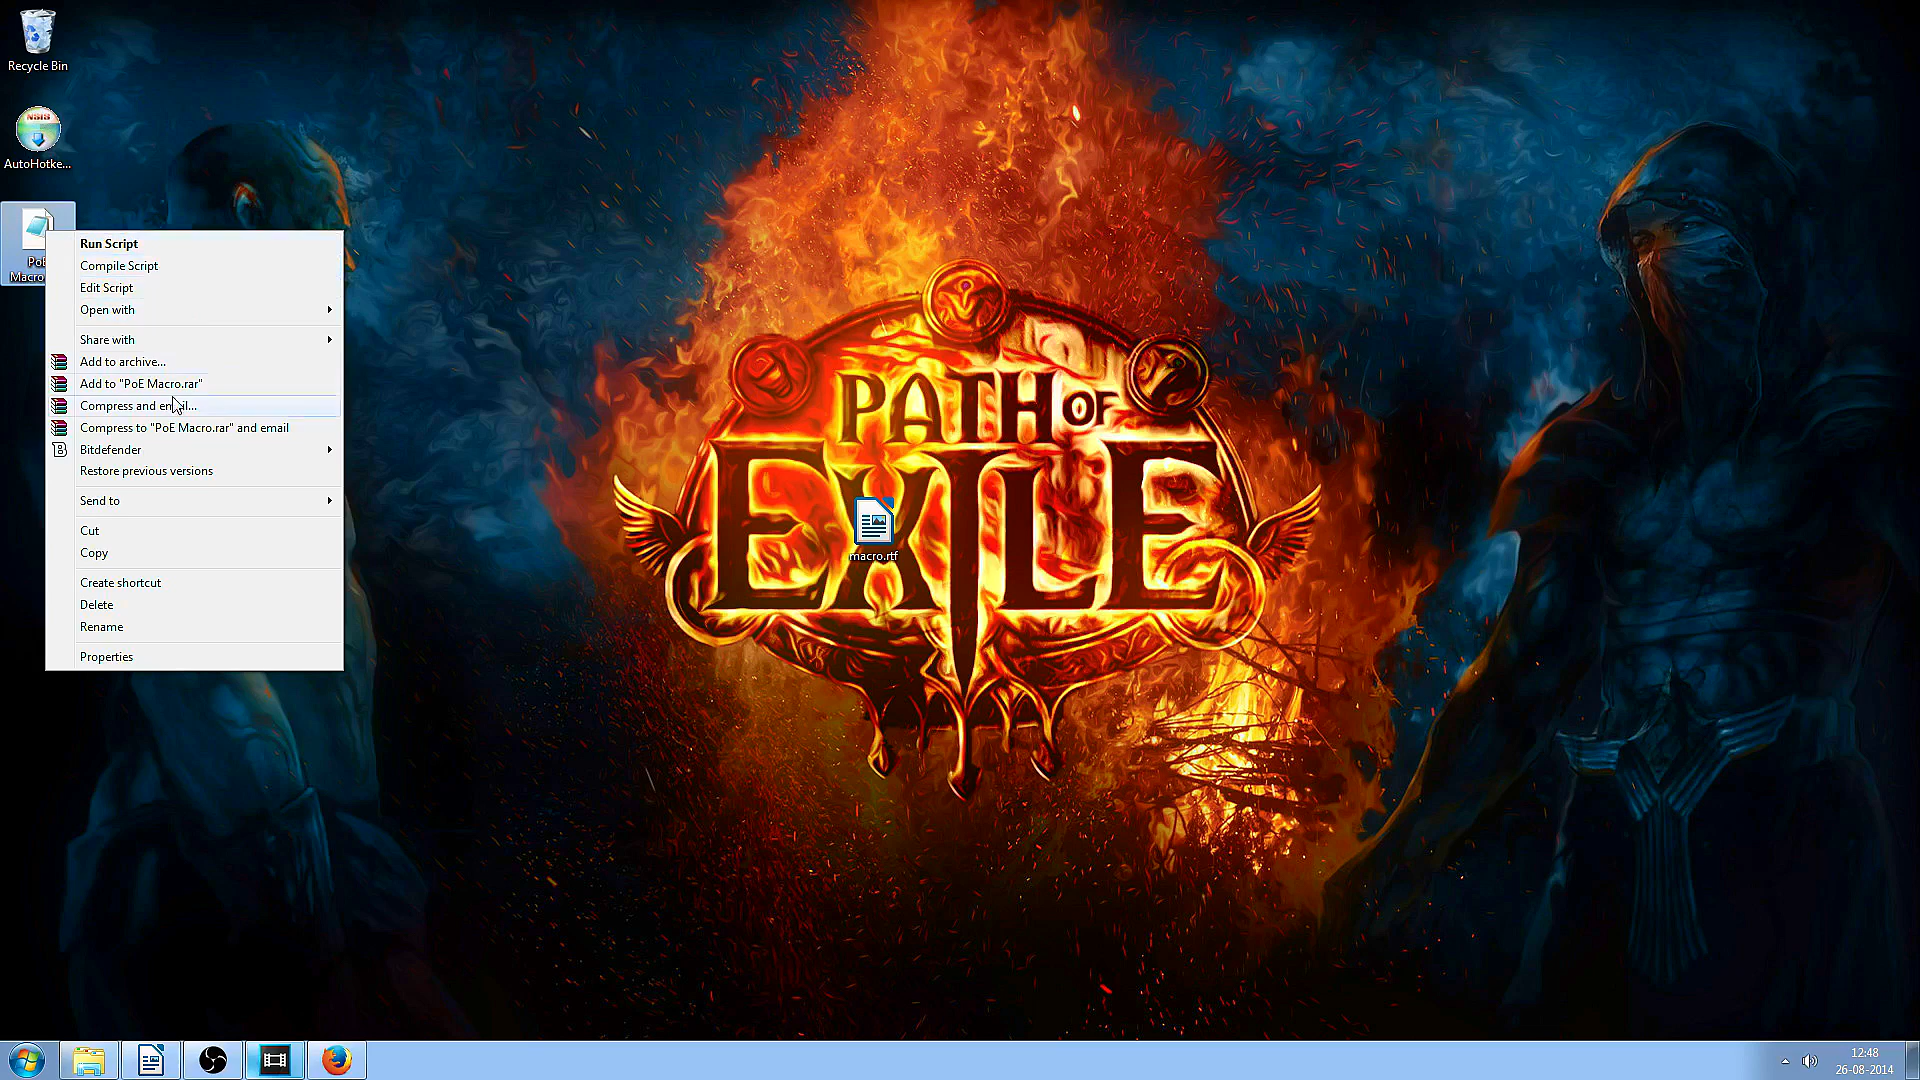 Recycle Bin
NSIS
AutoHotke...
PoE
Macro
Run Script
Compile Script
Edit Script
Open with
Share with
Add to archive...
Add to "PoE Macro.rar"
Compress and email...
Compress to "PoE Macro.rar" and email
B Bitdefender
Restore previous versions
Send to
Cut
Copy
Create shortcut
Delete
Rename
Properties
PATH OF
EXILE
macro.rtf
12:48
26-08-2014